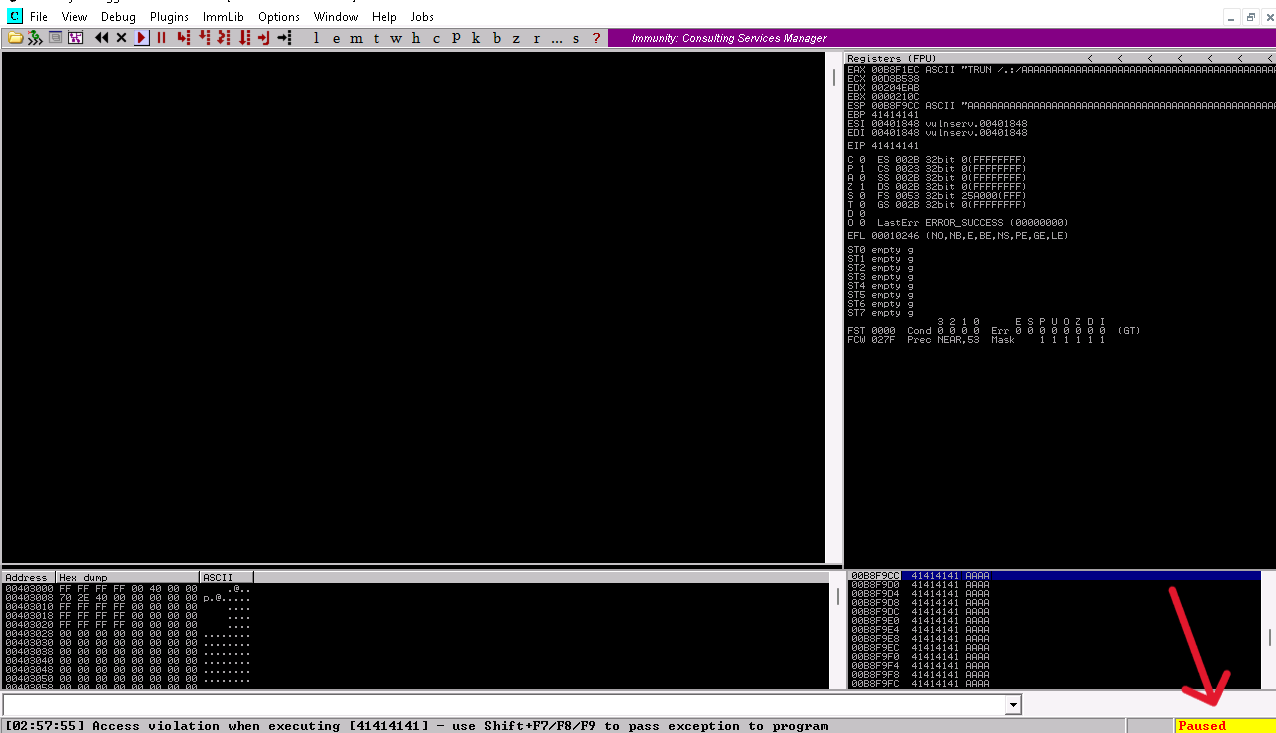 C File View Debug Plugins ImmLib Options Window Help Jobs
l e m t w h c P k b z r ... s ? Immunity: Consulting Services Manager
Registers (FPU) < < < < < < <
EAX 00B8F1EC ASCII "TRUN /.:/AAAAAAAAAAAAAAAAAAAAAAAAAAAAAAAAAAAAAAAAAA
ECX 00D8B538
EDX 00204EAB
EBX 0000210C
ESP 00B8F9CC ASCII "AAAAAAAAAAAAAAAAAAAAAAAAAAAAAAAAAAAAAAAAAAAAAAAAAAA
EBP 41414141
ESI 00401848 vulnserv.00401848
EDI 00401848 vulnserv.00401848
EIP 41414141
C 0 ES 002B 32bit 0(FFFFFFFF)
P 1 CS 0023 32bit 0(FFFFFFFF)
A 0 SS 002B 32bit 0(FFFFFFFF)
Z 1 DS 002B 32bit 0(FFFFFFFF)
S 0 FS 0053 32bit 25A000(FFF)
T 0 GS 002B 32bit 0(FFFFFFFF)
D 0
O 0 LastErr ERROR_SUCCESS (00000000)
EFL 00010246 (NO,NB,E,BE,NS,PE,GE,LE)
ST0 empty g
ST1 empty g
ST2 empty g
ST3 empty g
ST4 empty g
ST5 empty g
ST6 empty g
ST7 empty g
3 2 1 0 E S P U O Z D I
FST 0000 Cond 0 0 0 0 Err 0 0 0 0 0 0 0 0 (GT)
FCW 027F Prec NEAR,53 Mask 1 1 1 1 1 1
Address Hex dump ASCII
00403000 FF FF FF FF 00 40 00 00 .@..
00403008 70 2E 40 00 00 00 00 00 p.@.....
00403010 FF FF FF FF 00 00 00 00 ....
00403018 FF FF FF FF 00 00 00 00 ....
00403020 FF FF FF FF 00 00 00 00 ....
00403028 00 00 00 00 00 00 00 00 ........
00403030 00 00 00 00 00 00 00 00 ........
00403038 00 00 00 00 00 00 00 00 ........
00403040 00 00 00 00 00 00 00 00 ........
00403048 00 00 00 00 00 00 00 00 ........
00403050 00 00 00 00 00 00 00 00 ........
00403058 00 00 00 00 00 00 00 00 ........
00B8F9CC 41414141 AAAA
00B8F9D0 41414141 AAAA
00B8F9D4 41414141 AAAA
00B8F9D8 41414141 AAAA
00B8F9DC 41414141 AAAA
00B8F9E0 41414141 AAAA
00B8F9E4 41414141 AAAA
00B8F9E8 41414141 AAAA
00B8F9EC 41414141 AAAA
00B8F9F0 41414141 AAAA
00B8F9F4 41414141 AAAA
00B8F9F8 41414141 AAAA
00B8F9FC 41414141 AAAA
[02:57:55] Access violation when executing [41414141] - use Shift+F7/F8/F9 to pass exception to program
Paused